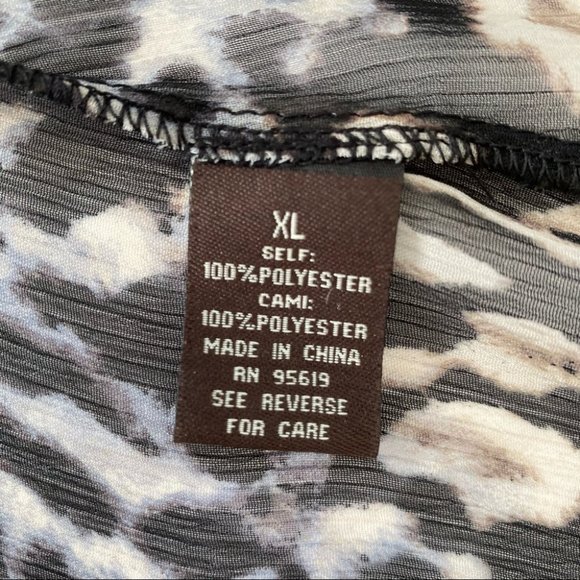 XL
SELF:
100%POLYESTER
CAMI:
100%POLYESTER
MADE IN CHINA
RN 95619
SEE REVERSE
FOR CARE